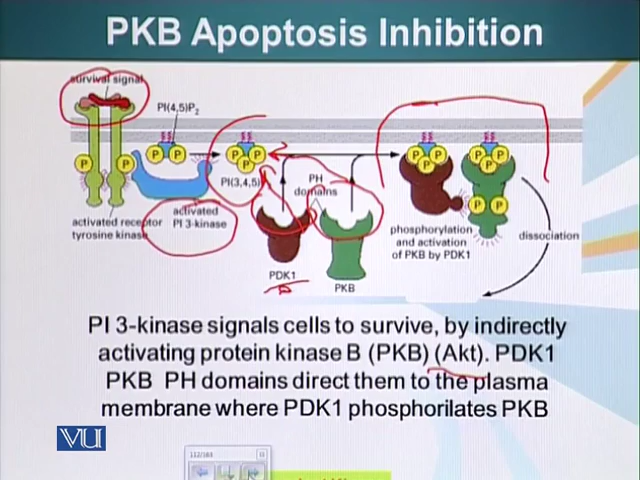 PKB Apoptosis Inhibition
survival signal
PI(4,5)P2
PI(3,4,5)
PH
domains
activated receptor
tyrosine kinase
activated
PI 3-kinase
PDK1
PKB
phosphorylation
and activation
of PKB by PDK1
dissociation
P P P P P P P P P P P P P P P
PI 3-kinase signals cells to survive, by indirectly
activating protein kinase B (PKB) (Akt). PDK1
PKB PH domains direct them to the plasma
membrane where PDK1 phosphorilates PKB
VU
112/163